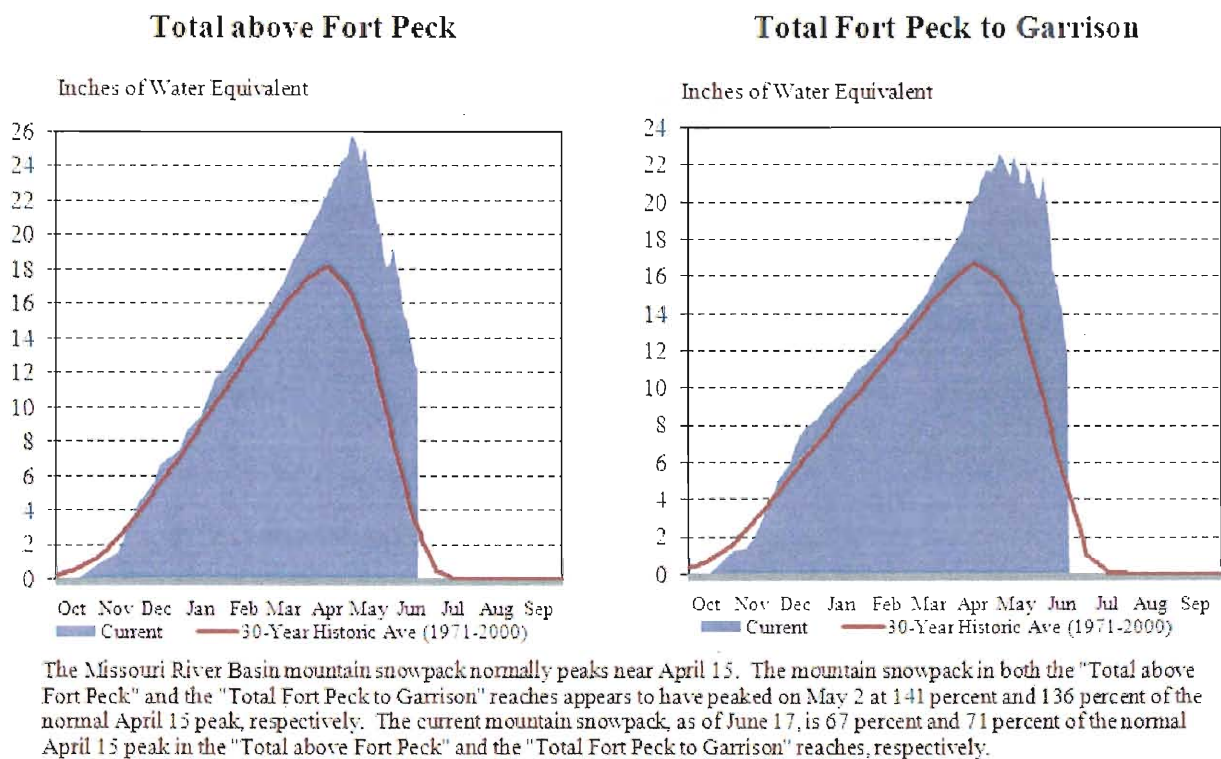 Total above Fort Peck
Inches of Water Equivalent
26
24
22
20
18
16
14
12
10
8
6
4
2
0
Oct Nov Dec Jan Feb Mar Apr May Jun Jul Aug Sep
Current 30-Year Historic Ave (1971-2000)
Total Fort Peck to Garrison
Inches of Water Equivalent
24
22
20
18
16
14
12
10
8
6
4
2
0
Oct Nov Dec Jan Feb Mar Apr May Jun Jul Aug Sep
Current 30-Year Historic Ave (1971-2000)
The Missouri River Basin mountain snowpack normally peaks near April 15. The mountain snowpack in both the "Total above
Fort Peck" and the "Total Fort Peck to Garrison" reaches appears to have peaked on May 2 at 141 percent and 136 percent of the
normal April 15 peak, respectively. The current mountain snowpack, as of June 17, is 67 percent and 71 percent of the normal
April 15 peak in the "Total above Fort Peck" and the "Total Fort Peck to Garrison" reaches, respectively.